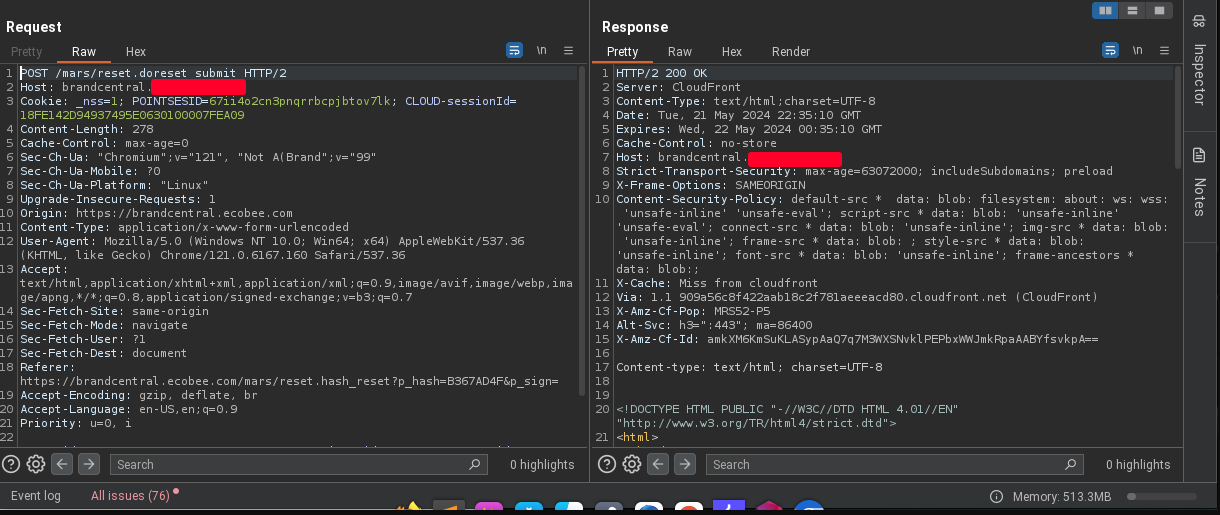 Request
Pretty Raw Hex \n
1 POST /mars/reset.doreset_submit HTTP/2
2 Host: brandcentral.
3 Cookie: _nss=1; POINTSESID=67ii4o2cn3pnqrrbcpjbtov7lk; CLOUD-sessionId=
18FE142D94937495E0630100007FEA09
4 Content-Length: 278
5 Cache-Control: max-age=0
6 Sec-Ch-Ua: "Chromium";v="121", "Not A(Brand";v="99"
7 Sec-Ch-Ua-Mobile: ?0
8 Sec-Ch-Ua-Platform: "Linux"
9 Upgrade-Insecure-Requests: 1
10 Origin: https://brandcentral.ecobee.com
11 Content-Type: application/x-www-form-urlencoded
12 User-Agent: Mozilla/5.0 (Windows NT 10.0; Win64; x64) AppleWebKit/537.36
(KHTML, like Gecko) Chrome/121.0.6167.160 Safari/537.36
13 Accept:
text/html,application/xhtml+xml,application/xml;q=0.9,image/avif,image/webp,ima
ge/apng,*/*;q=0.8,application/signed-exchange;v=b3;q=0.7
14 Sec-Fetch-Site: same-origin
15 Sec-Fetch-Mode: navigate
16 Sec-Fetch-User: ?1
17 Sec-Fetch-Dest: document
18 Referer:
https://brandcentral.ecobee.com/mars/reset.hash_reset?p_hash=B367AD4F&p_sign=
19 Accept-Encoding: gzip, deflate, br
20 Accept-Language: en-US,en;q=0.9
21 Priority: u=0, i
22
Search 0 highlights
Response
Pretty Raw Hex Render \n
1 HTTP/2 200 OK
2 Server: CloudFront
3 Content-Type: text/html;charset=UTF-8
4 Date: Tue, 21 May 2024 22:35:10 GMT
5 Expires: Wed, 22 May 2024 00:35:10 GMT
6 Cache-Control: no-store
7 Host: brandcentral.
8 Strict-Transport-Security: max-age=63072000; includeSubdomains; preload
9 X-Frame-Options: SAMEORIGIN
10 Content-Security-Policy: default-src *  data: blob: filesystem: about: ws: wss:
'unsafe-inline' 'unsafe-eval'; script-src * data: blob: 'unsafe-inline'
'unsafe-eval'; connect-src * data: blob: 'unsafe-inline'; img-src * data: blob:
'unsafe-inline'; frame-src * data: blob: ; style-src * data: blob:
'unsafe-inline'; font-src * data: blob: 'unsafe-inline'; frame-ancestors *
data: blob:;
11 X-Cache: Miss from cloudfront
12 Via: 1.1 909a56c8f422aab18c2f781aeeeacd80.cloudfront.net (CloudFront)
13 X-Amz-Cf-Pop: MRS52-P5
14 Alt-Svc: h3=":443"; ma=86400
15 X-Amz-Cf-Id: amkXM6KmSuKLASypAaQ7q7M3WXSNvklPEPbxWWJmkRpaAABYfsvkpA==
16
17 Content-type: text/html; charset=UTF-8
18
19
20 <!DOCTYPE HTML PUBLIC "-//W3C//DTD HTML 4.01//EN"
"http://www.w3.org/TR/html4/strict.dtd">
21 <html>
Search 0 highlights
Inspector
Notes
Event log All issues (76) Memory: 513.3MB